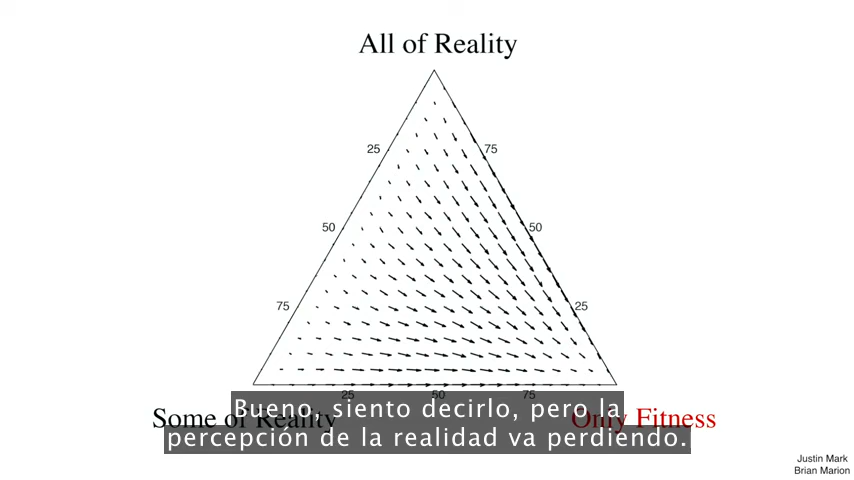 All of Reality
25
75
50
50
75
25
25
50
75
Some of Reality
Only Fitness
Bueno, siento decirlo, pero la
percepción de la realidad va perdiendo.
Justin Mark
Brian Marion